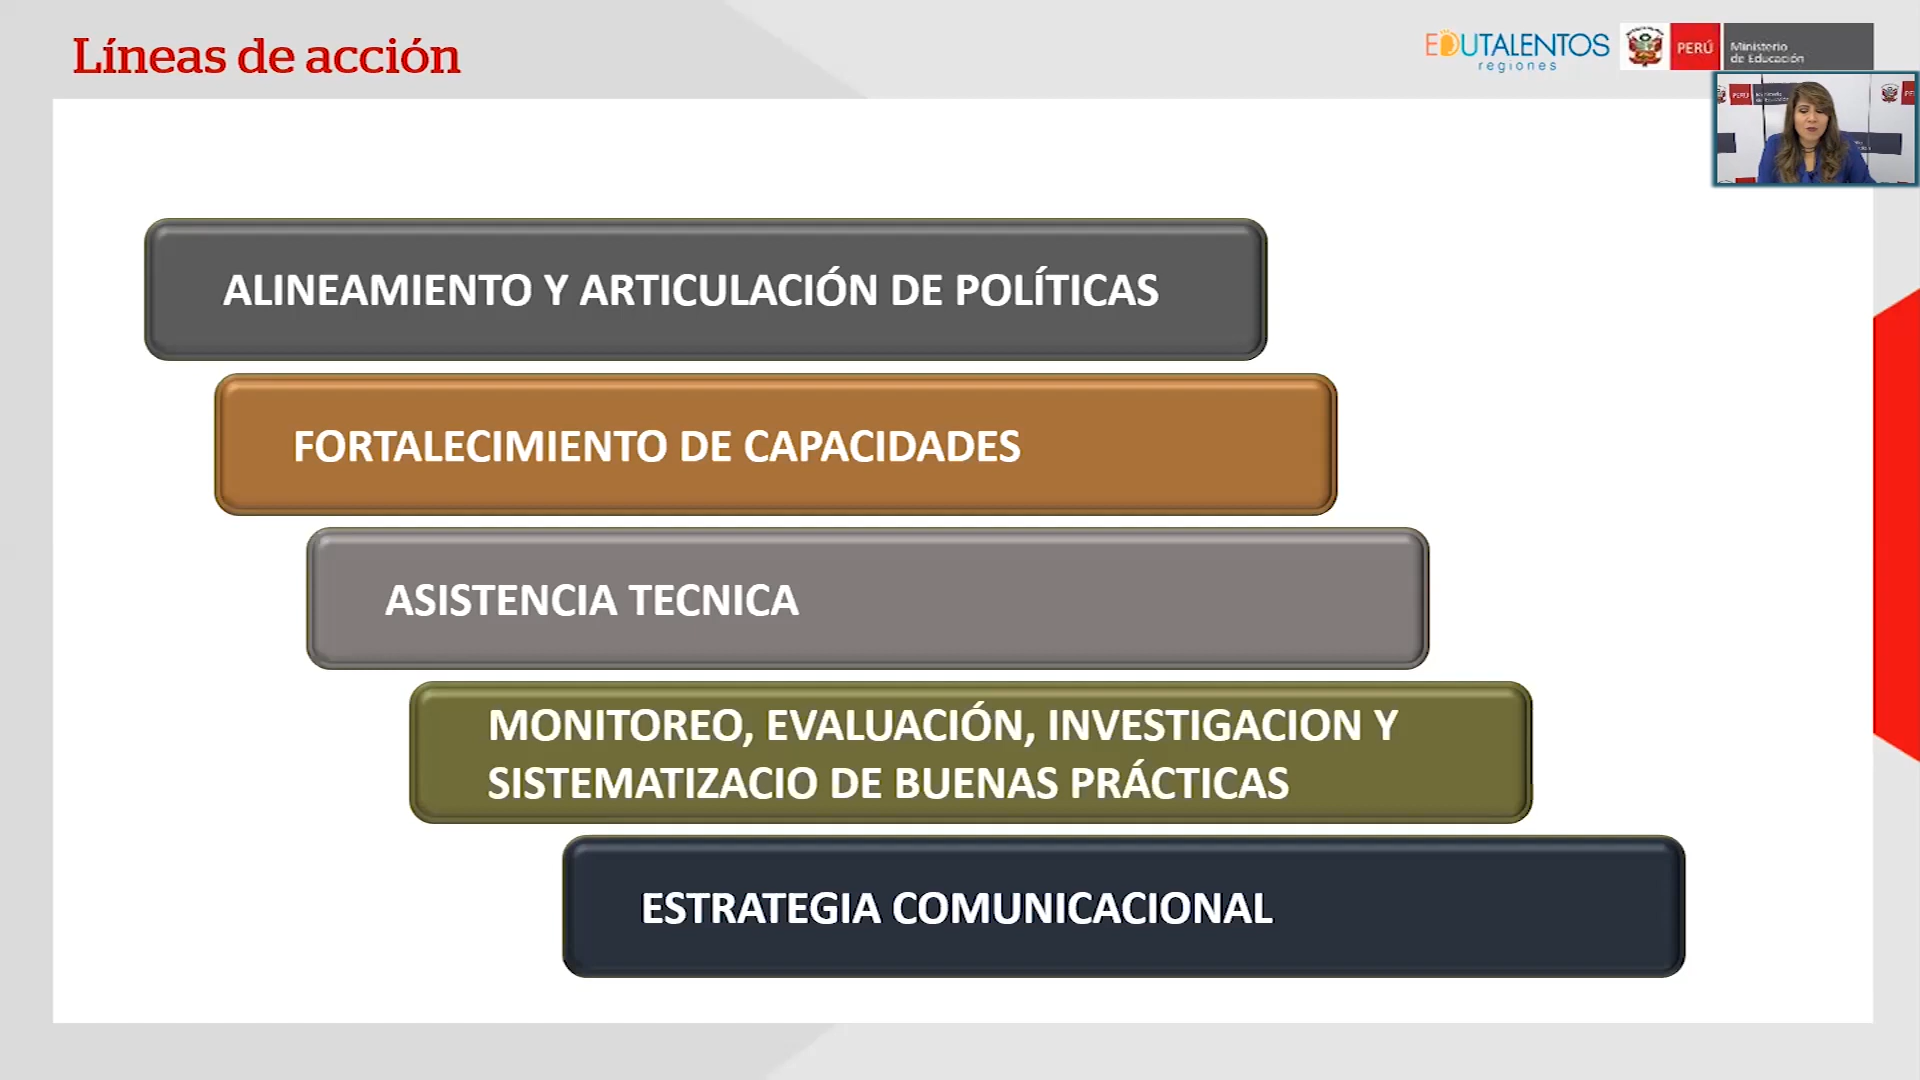 Líneas de acción
EDUTALENTOS
regiones
PERÚ
Ministerio
de Educación
PERÚ
ALINEAMIENTO Y ARTICULACIÓN DE POLÍTICAS
FORTALECIMIENTO DE CAPACIDADES
ASISTENCIA TECNICA
MONITOREO, EVALUACIÓN, INVESTIGACION Y
SISTEMATIZACIO DE BUENAS PRÁCTICAS
ESTRATEGIA COMUNICACIONAL